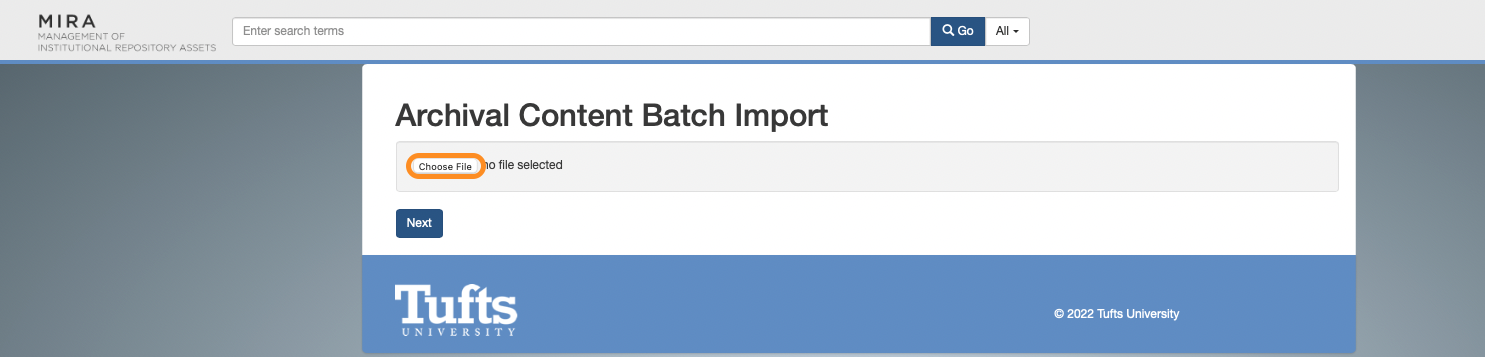 MIRA
MANAGEMENT OF
INSTITUTIONAL REPOSITORY ASSETS
Enter search terms
Go
All
Archival Content Batch Import
Choose File no file selected
Next
Tufts
UNIVERSITY
© 2022 Tufts University